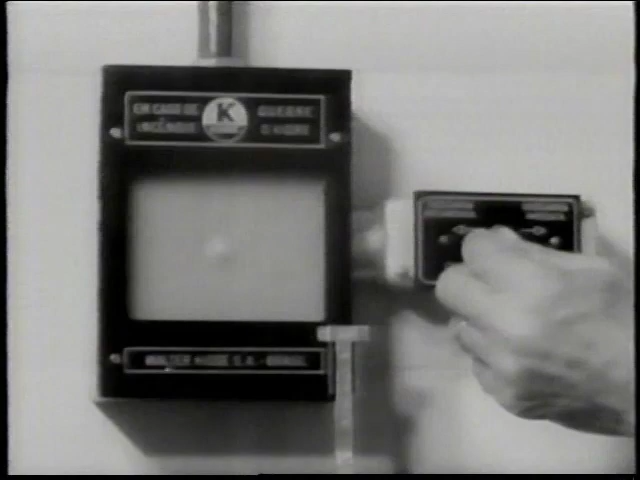 EM CASO DE
INCÊNDIO
K
QUEBRE
O VIDRO
WALTER KIDDE S.A. - BRASIL